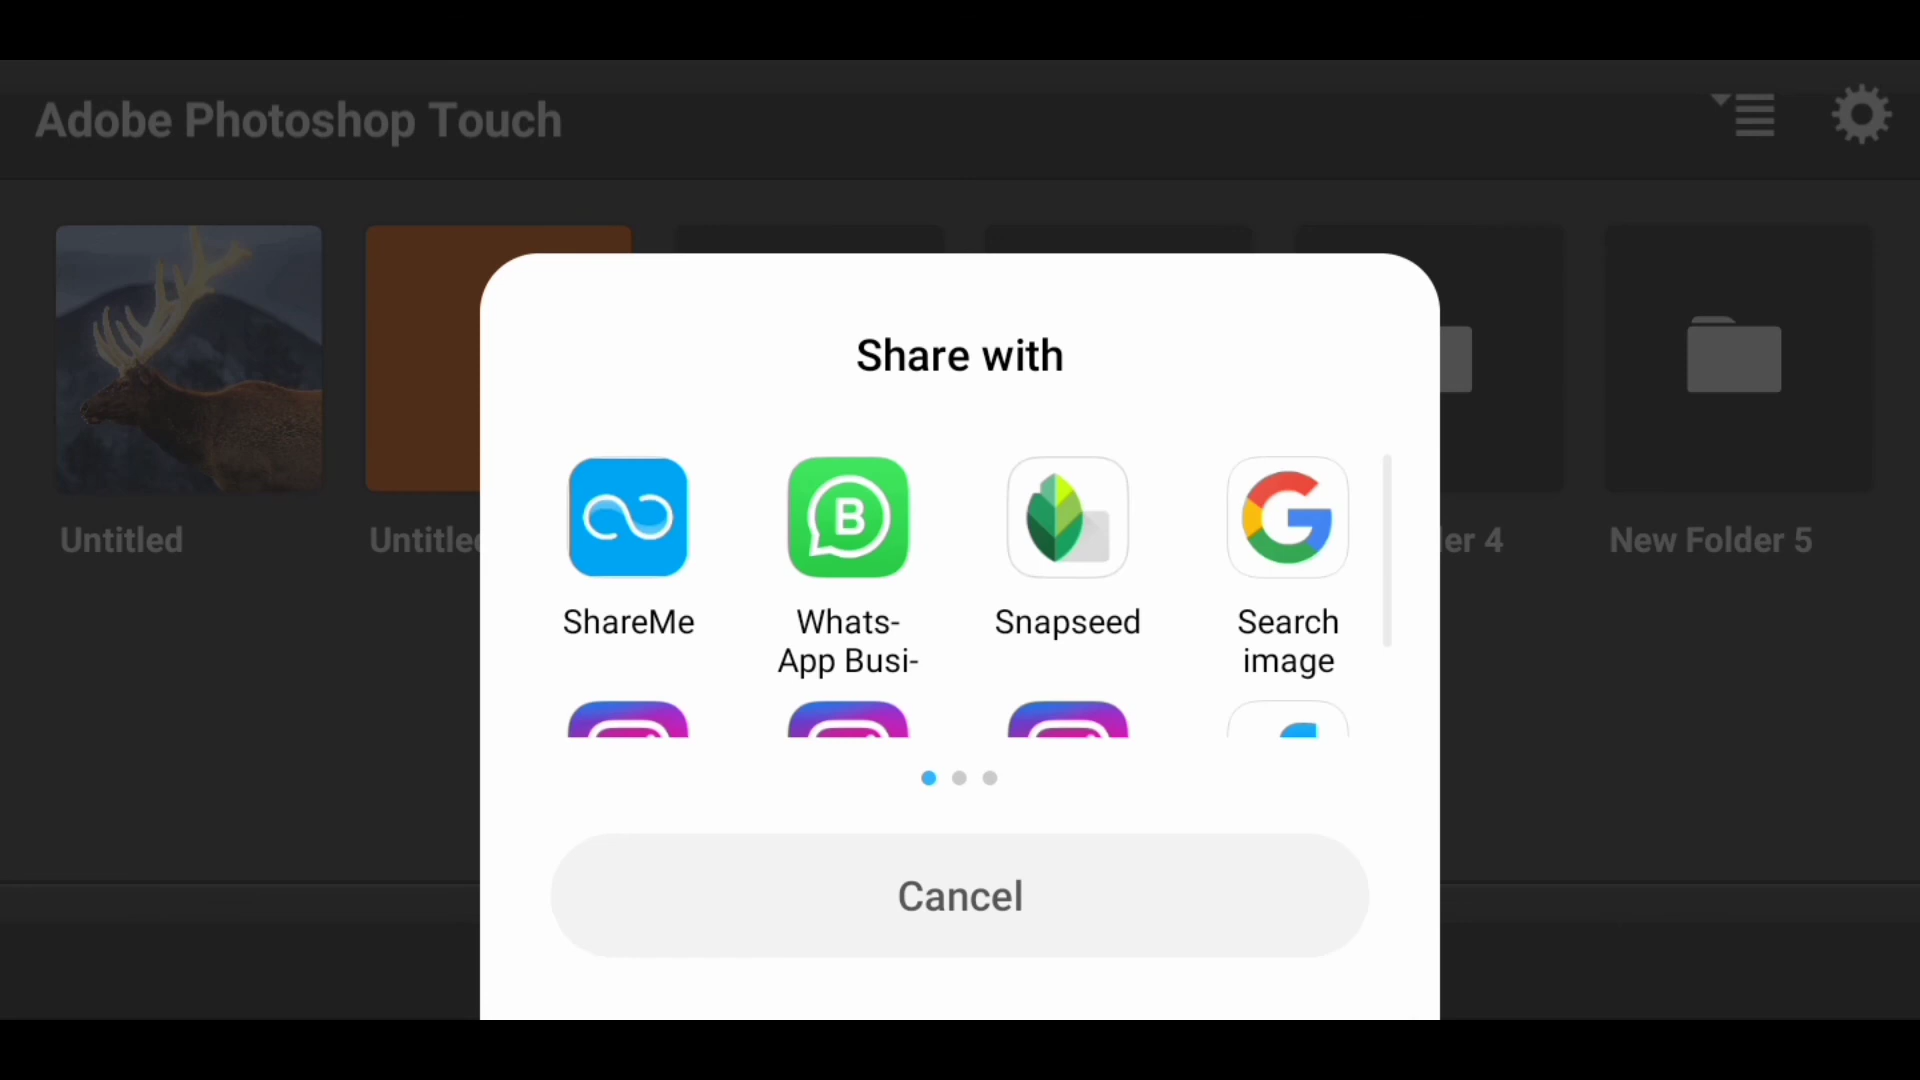 Adobe Photoshop Touch
Share with
ShareMe
Whats-
App Busi-
Snapseed
Search
image
B
G
Untitled
er 4
New Folder 5
Cancel